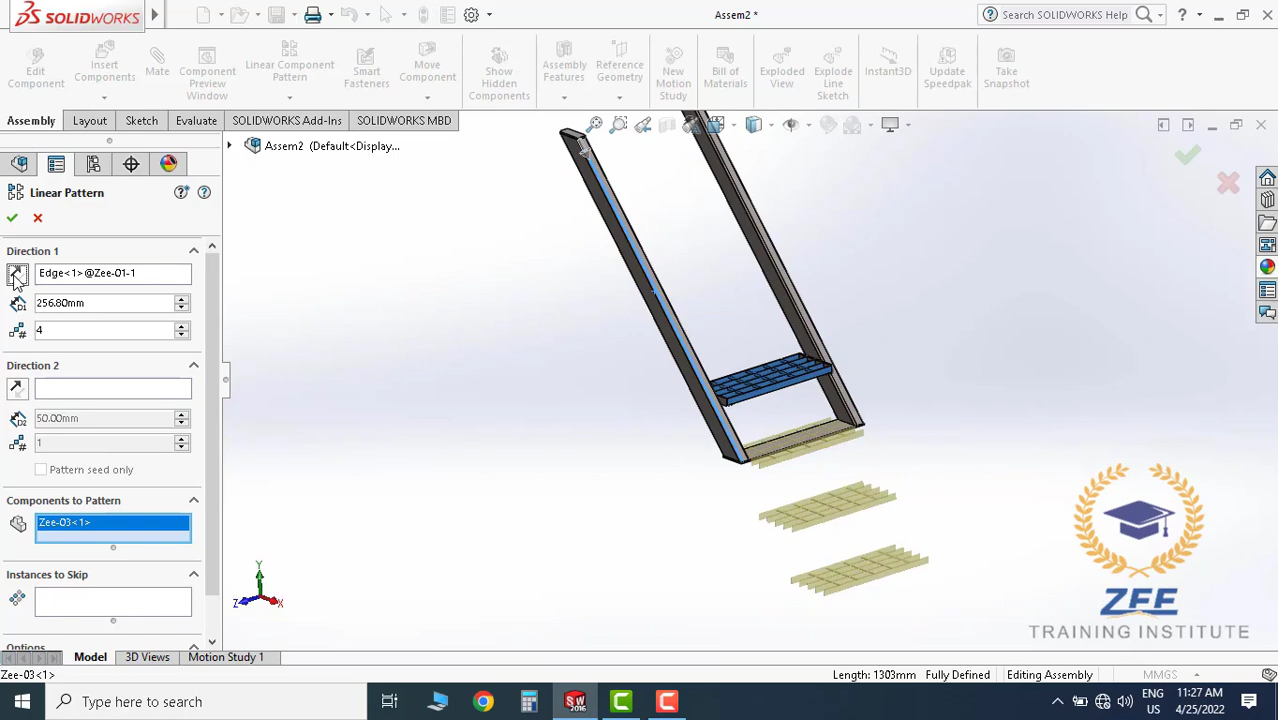 SOLIDWORKS
Assem2 *
Search SOLIDWORKS Help
?
Edit Component
Insert Components
Mate
Component Preview Window
Linear Component Pattern
Smart Fasteners
Move Component
Show Hidden Components
Assembly Features
Reference Geometry
New Motion Study
Bill of Materials
Exploded View
Explode Line Sketch
Instant3D
Update Speedpak
Take Snapshot
Assembly
Layout
Sketch
Evaluate
SOLIDWORKS Add-Ins
SOLIDWORKS MBD
Assem2 (Default<Display...
Linear Pattern
Direction 1
Edge<1>@Zee-01-1
256.80mm
4
Direction 2
50.00mm
1
Pattern seed only
Components to Pattern
Zee-03<1>
Instances to Skip
Options
Y
Z
X
ZEE
TRAINING INSTITUTE
Model
3D Views
Motion Study 1
Zee-03<1>
Length: 1303mm
Fully Defined
Editing Assembly
MMGS
Type here to search
SW
2016
ENG
US
11:27 AM
4/25/2022